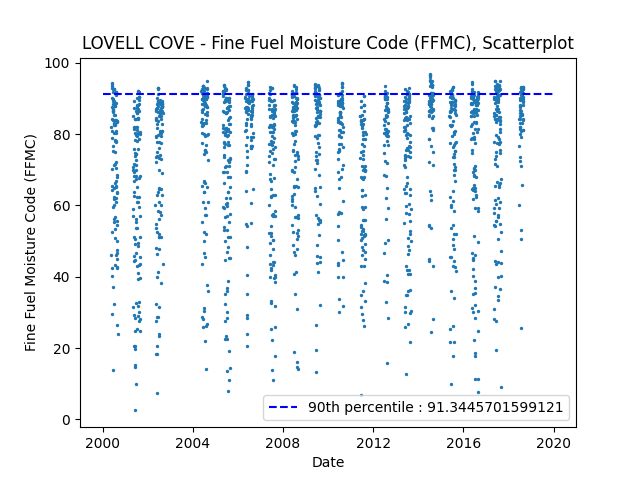 LOVELL COVE - Fine Fuel Moisture Code (FFMC), Scatterplot
Fine Fuel Moisture Code (FFMC)
100
80
60
40
20
0
90th percentile : 91.3445701599121
2000 2004 2008 2012 2016 2020
Date